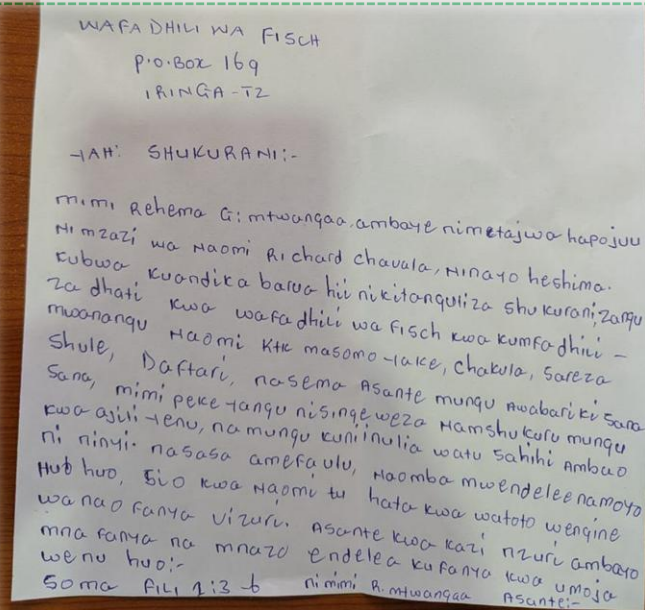 WAFADHILI WA FISCH
P.O.BOX 169
IRINGA-TZ
YAH: SHUKURANI:-
mimi Rehema G: mtwangaa, ambaye nimetajwa hapojuu
Ni mzazi wa Naomi Richard chavala, Ninayo heshima.
kubwa kuandika barua hii nikitanguliza shukurani, zangu
za dhati kwa wafadhili wa fisch kwa kumfadhili -
mwanangu Naomi ktk masomo yake, chakula, sareza
Shule, Daftari, nasema Asante mungu Awabariki sana
Sana, mimi peke yangu nisingeweza Namshukuru mungu
kwa ajili yenu, na mungu kuniinulia watu sahihi Ambao
ni ninyi. nasasa amefaulu, Naomba mwendelee namoyo
Hub huo, Sio kwa Naomi tu hata kwa watoto wengine
wanao fanya vizuri. Asante kwa kazi nzuri ambayo
mna fanya na mnazo endelea kufanya kwa umoja
wenu huo:-
Soma FILI 1:3-6 ni mimi R. mtwangaa Asante:-